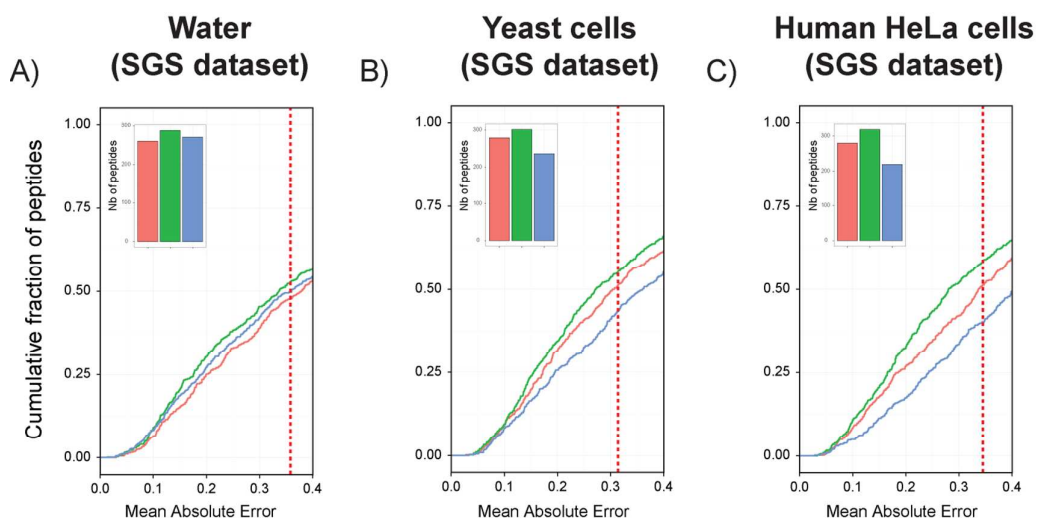 Water
(SGS dataset)
Yeast cells
(SGS dataset)
Human HeLa cells
(SGS dataset)
A)
B)
C)
Cumulative fraction of peptides
1.00
0.75
0.50
0.25
0.00
Nb of peptides
300
200
100
0
0.0 0.1 0.2 0.3 0.4
Mean Absolute Error
1.00
0.75
0.50
0.25
0.00
Nb of peptides
300
200
100
0
0.0 0.1 0.2 0.3 0.4
Mean Absolute Error
1.00
0.75
0.50
0.25
0.00
Nb of peptides
300
200
100
0
0.0 0.1 0.2 0.3 0.4
Mean Absolute Error